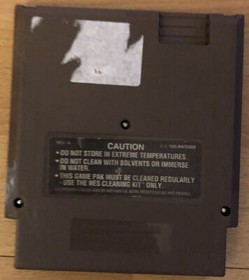 CAUTION
• DO NOT STORE IN EXTREME TEMPERATURES.
• DO NOT CLEAN WITH SOLVENTS OR IMMERSE
IN WATER.
• THIS GAME PAK MUST BE CLEANED REGULARLY
- USE THE NES CLEANING KIT ONLY.